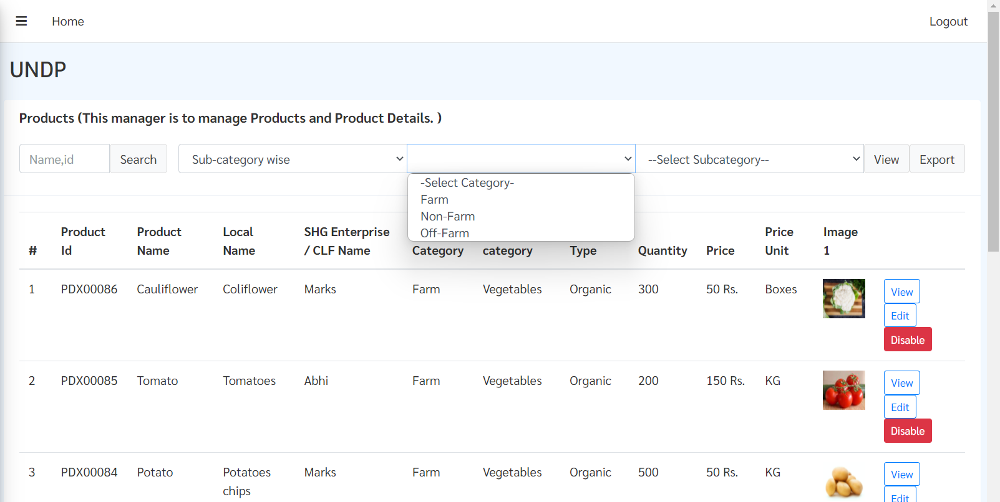 Home
Logout
UNDP
Products (This manager is to manage Products and Product Details. )
Name,id
Search
Sub-category wise
--Select Subcategory--
View
Export
-Select Category-
Farm
Non-Farm
Off-Farm
# Product Id Product Name Local Name SHG Enterprise / CLF Name Category category Type Quantity Price Price Unit Image 1
1 PDX00086 Cauliflower Coliflower Marks Farm Vegetables Organic 300 50 Rs. Boxes
View
Edit
Disable
2 PDX00085 Tomato Tomatoes Abhi Farm Vegetables Organic 200 150 Rs. KG
View
Edit
Disable
3 PDX00084 Potato Potatoes chips Marks Farm Vegetables Organic 500 50 Rs. KG
View
Edit